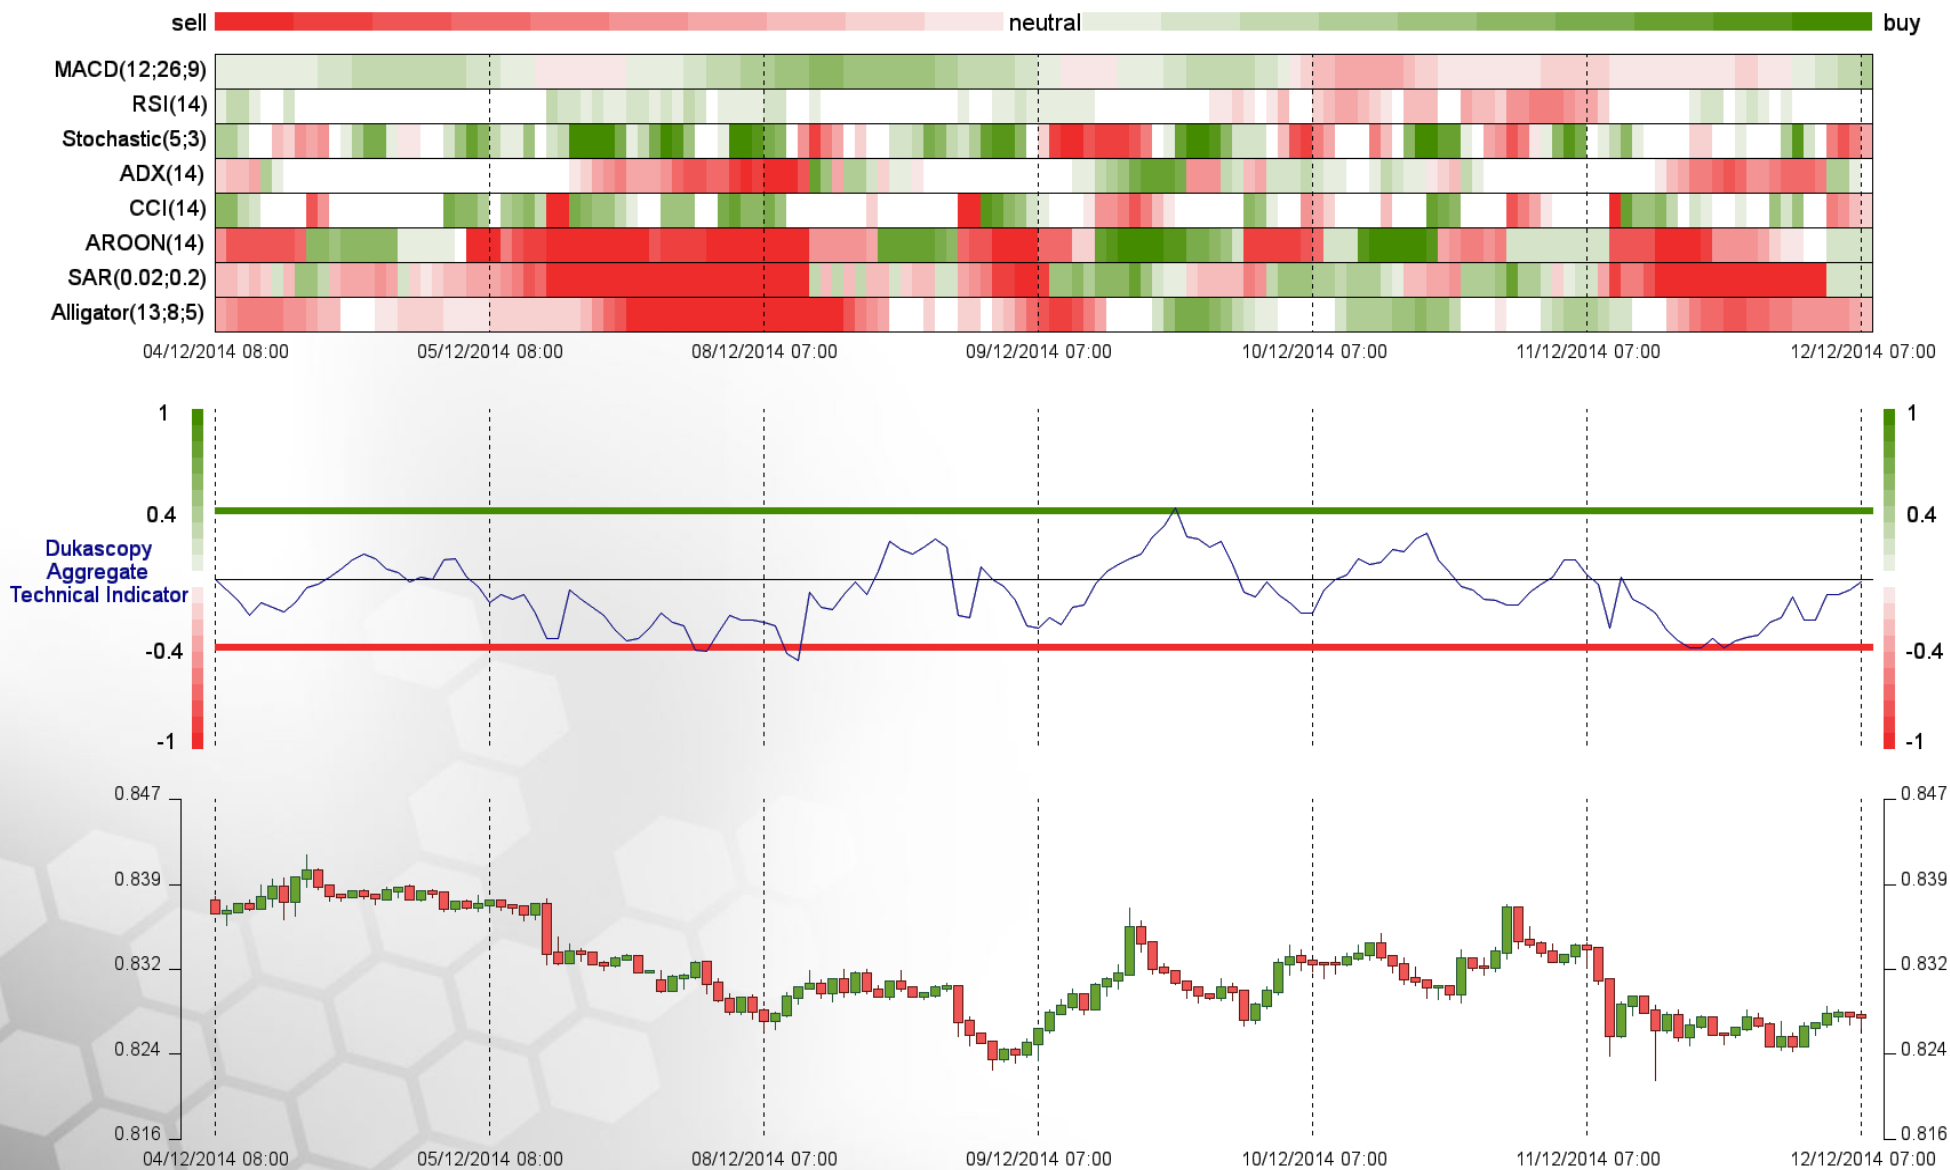 sell neutral buy
MACD(12;26;9)
RSI(14)
Stochastic(5;3)
ADX(14)
CCI(14)
AROON(14)
SAR(0.02;0.2)
Alligator(13;8;5)
04/12/2014 08:00 05/12/2014 08:00 08/12/2014 07:00 09/12/2014 07:00 10/12/2014 07:00 11/12/2014 07:00 12/12/2014 07:00
1 1
0.4 0.4
Dukascopy
Aggregate
Technical Indicator
-0.4 -0.4
-1 -1
0.847 0.847
0.839 0.839
0.832 0.832
0.824 0.824
0.816 0.816
04/12/2014 08:00 05/12/2014 08:00 08/12/2014 07:00 09/12/2014 07:00 10/12/2014 07:00 11/12/2014 07:00 12/12/2014 07:00